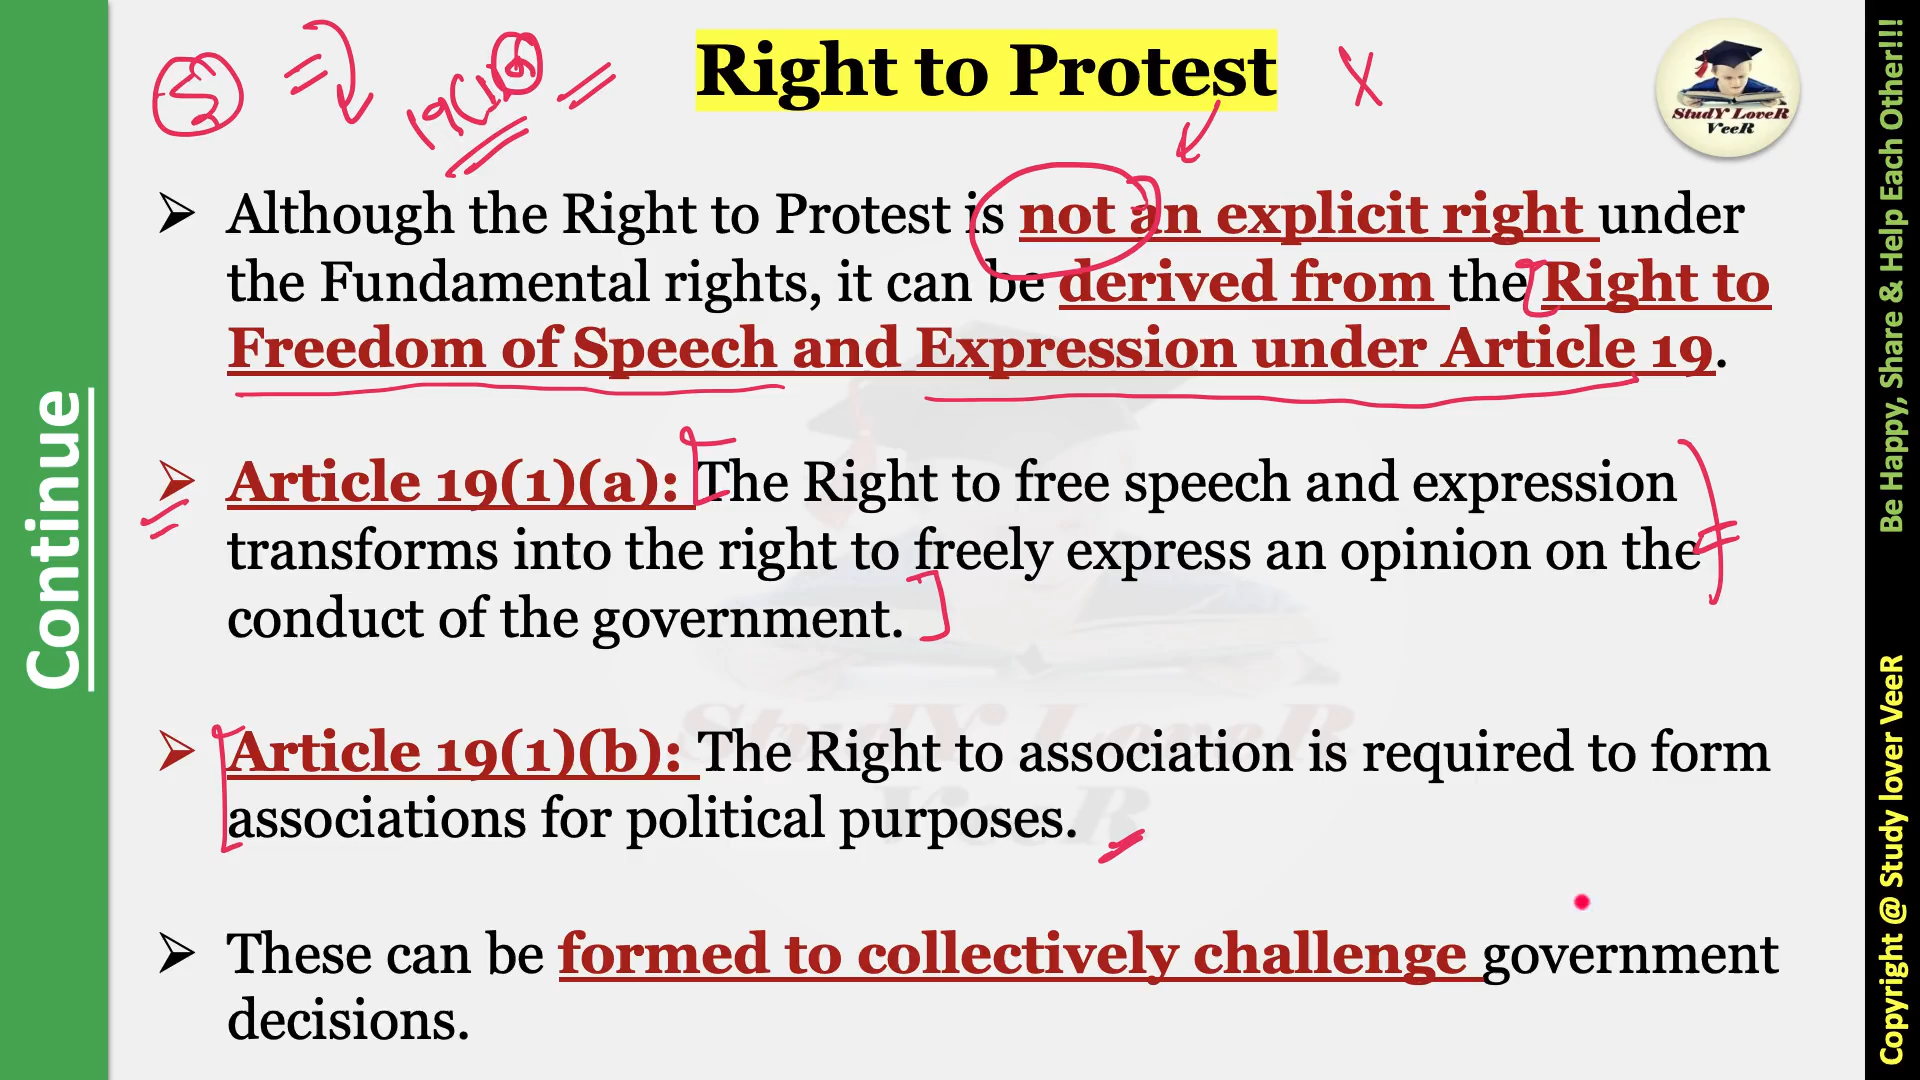 Right to Protest
19(1)(a)
StudY LoveR
VeeR
➢ Although the Right to Protest is not an explicit right under
the Fundamental rights, it can be derived from the Right to
Freedom of Speech and Expression under Article 19.
➢ Article 19(1)(a): The Right to free speech and expression
transforms into the right to freely express an opinion on the
conduct of the government.
➢ Article 19(1)(b): The Right to association is required to form
associations for political purposes.
➢ These can be formed to collectively challenge government
decisions.
StudY LoveR
VeeR
Continue
Be Happy, Share & Help Each Other!!!
Copyright @ Study lover VeeR